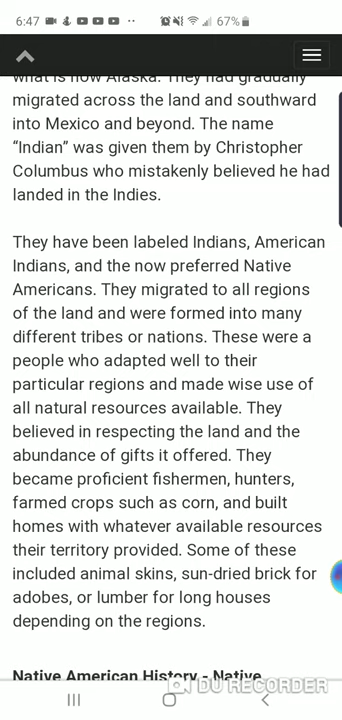 6:47
67%
what is now Alaska. They had gradually
migrated across the land and southward
into Mexico and beyond. The name
“Indian” was given them by Christopher
Columbus who mistakenly believed he had
landed in the Indies.
They have been labeled Indians, American
Indians, and the now preferred Native
Americans. They migrated to all regions
of the land and were formed into many
different tribes or nations. These were a
people who adapted well to their
particular regions and made wise use of
all natural resources available. They
believed in respecting the land and the
abundance of gifts it offered. They
became proficient fishermen, hunters,
farmed crops such as corn, and built
homes with whatever available resources
their territory provided. Some of these
included animal skins, sun-dried brick for
adobes, or lumber for long houses
depending on the regions.
Native American History - Native
DU RECORDER